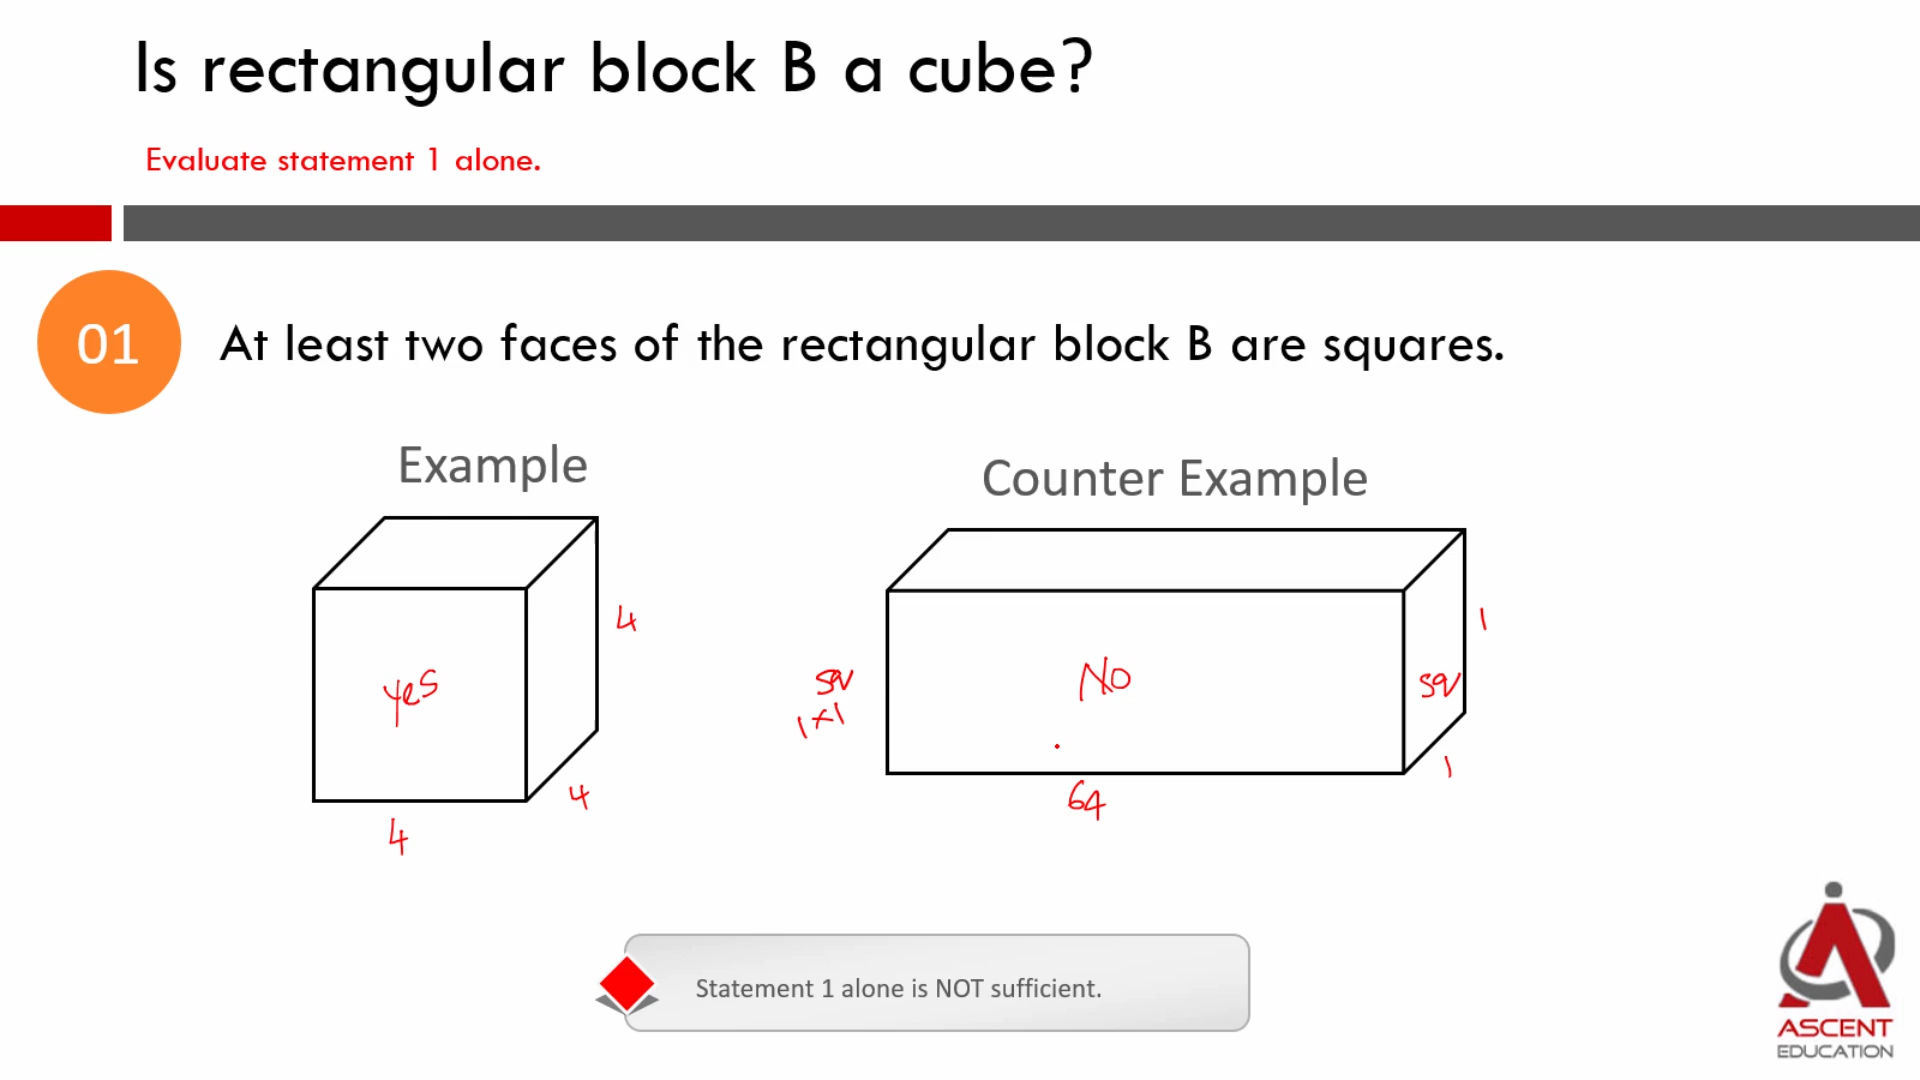 Is rectangular block B a cube?
Evaluate statement 1 alone.
01
At least two faces of the rectangular block B are squares.
Example
Counter Example
4
yes
4
4
1
sq
1x1
No
sq
1
64
Statement 1 alone is NOT sufficient.
ASCENT
EDUCATION